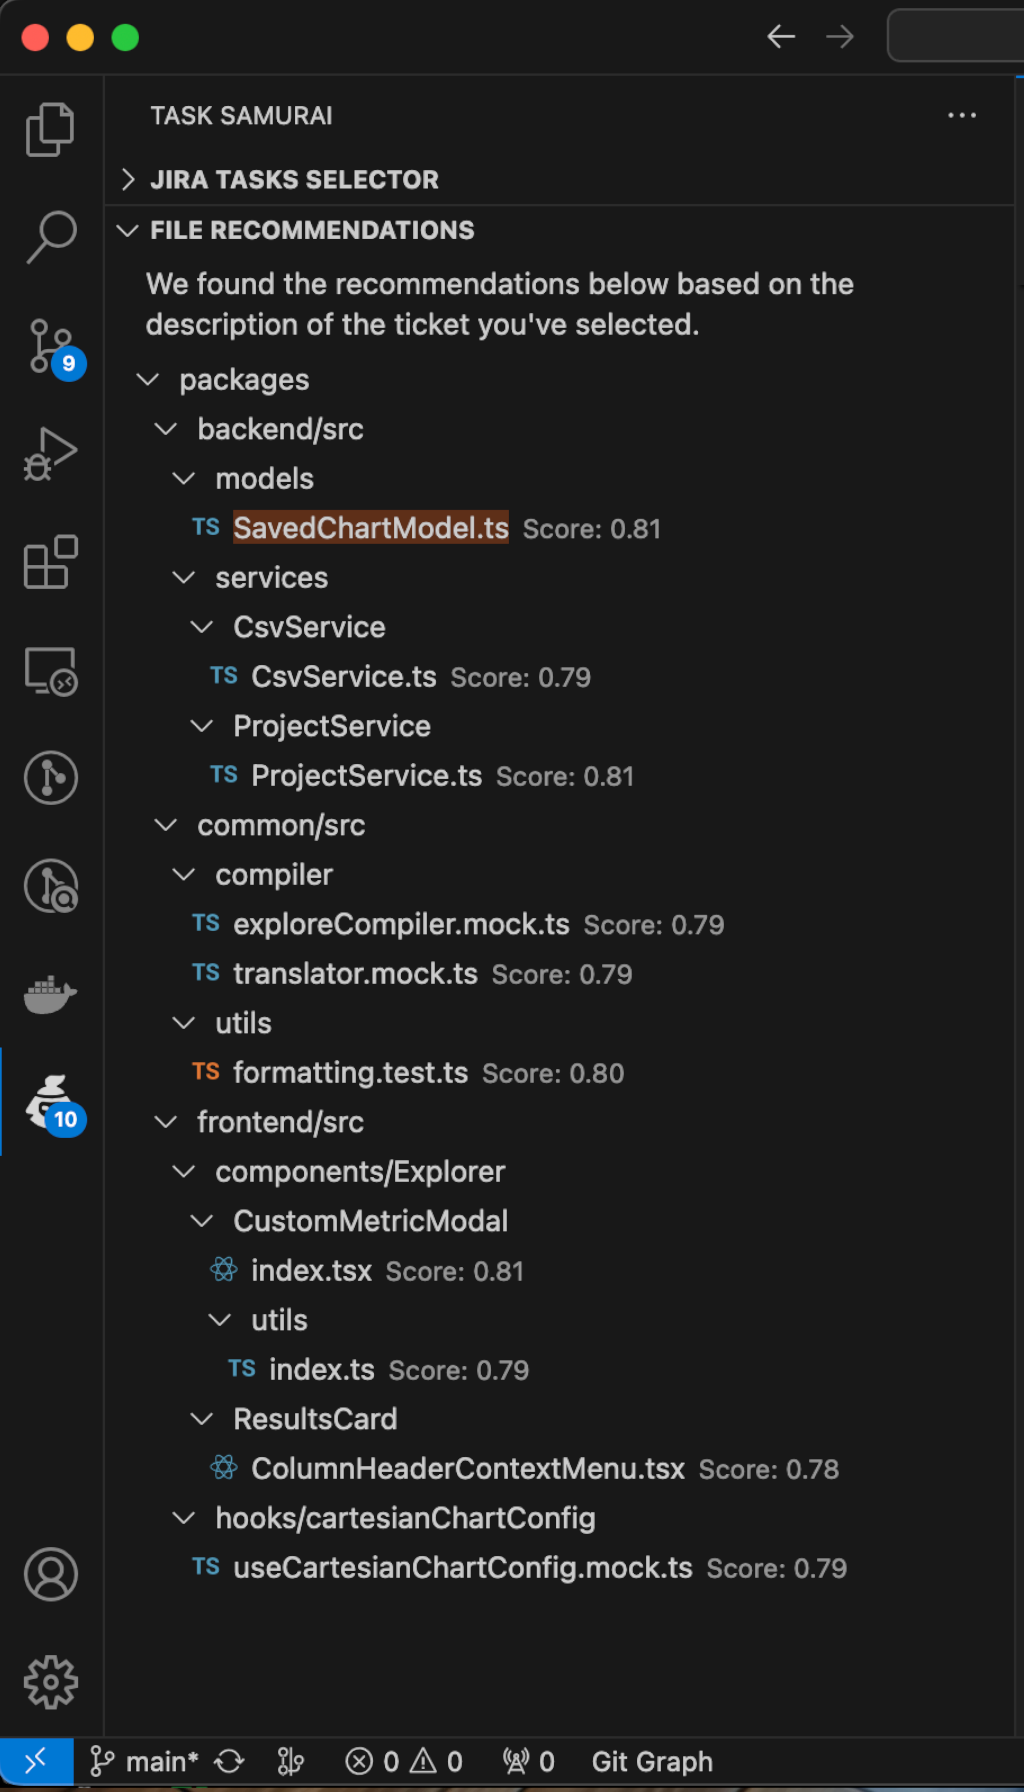 TASK SAMURAI
JIRA TASKS SELECTOR
FILE RECOMMENDATIONS
We found the recommendations below based on the
description of the ticket you've selected.
packages
backend/src
models
TS SavedChartModel.ts Score: 0.81
services
CsvService
TS CsvService.ts Score: 0.79
ProjectService
TS ProjectService.ts Score: 0.81
common/src
compiler
TS exploreCompiler.mock.ts Score: 0.79
TS translator.mock.ts Score: 0.79
utils
TS formatting.test.ts Score: 0.80
frontend/src
components/Explorer
CustomMetricModal
index.tsx Score: 0.81
utils
TS index.ts Score: 0.79
ResultsCard
ColumnHeaderContextMenu.tsx Score: 0.78
hooks/cartesianChartConfig
TS useCartesianChartConfig.mock.ts Score: 0.79
9
10
main* 0 0 0 Git Graph